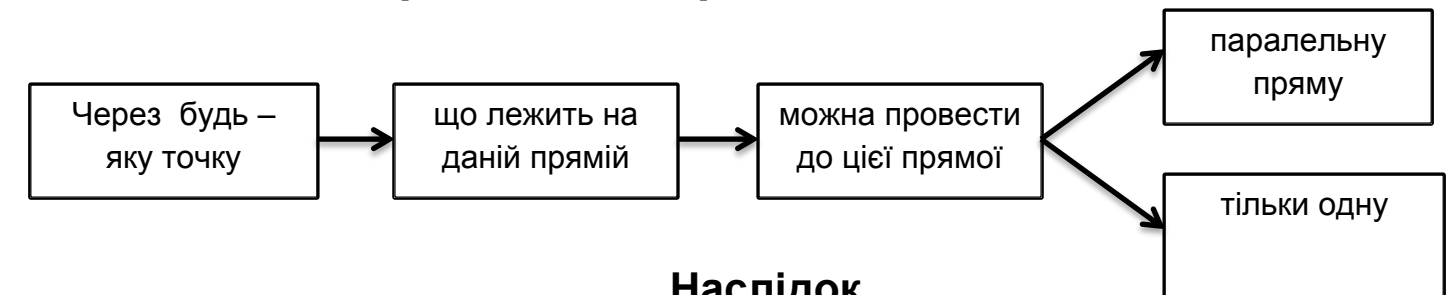 Через будь –
яку точку
що лежить на
даній прямій
можна провести
до цієї прямої
паралельну
пряму
тільки одну
Наслідок